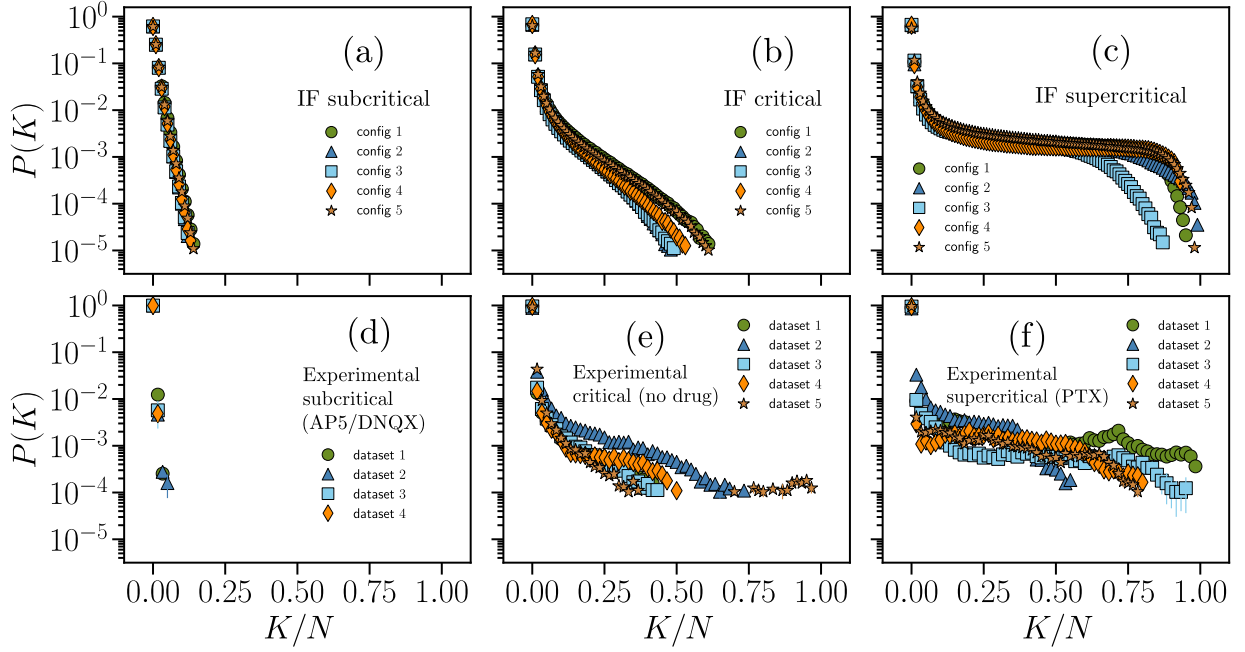 10⁰
10⁻¹
10⁻²
10⁻³
10⁻⁴
10⁻⁵
P(K)
(a)
IF subcritical
config 1
config 2
config 3
config 4
config 5
(b)
IF critical
config 1
config 2
config 3
config 4
config 5
(c)
IF supercritical
config 1
config 2
config 3
config 4
config 5
10⁰
10⁻¹
10⁻²
10⁻³
10⁻⁴
10⁻⁵
P(K)
(d)
Experimental
subcritical
(AP5/DNQX)
dataset 1
dataset 2
dataset 3
dataset 4
0.00 0.25 0.50 0.75 1.00
K/N
(e)
Experimental
critical (no drug)
dataset 1
dataset 2
dataset 3
dataset 4
dataset 5
0.00 0.25 0.50 0.75 1.00
K/N
(f)
Experimental
supercritical (PTX)
dataset 1
dataset 2
dataset 3
dataset 4
dataset 5
0.00 0.25 0.50 0.75 1.00
K/N